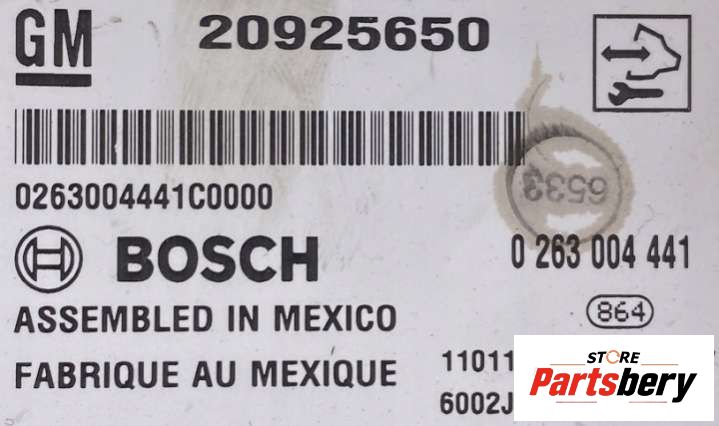 GM 20925650
0263004441C0000
6533
BOSCH 0 263 004 441
ASSEMBLED IN MEXICO 864
FABRIQUE AU MEXIQUE
11011
6002J
STORE
Partsbery